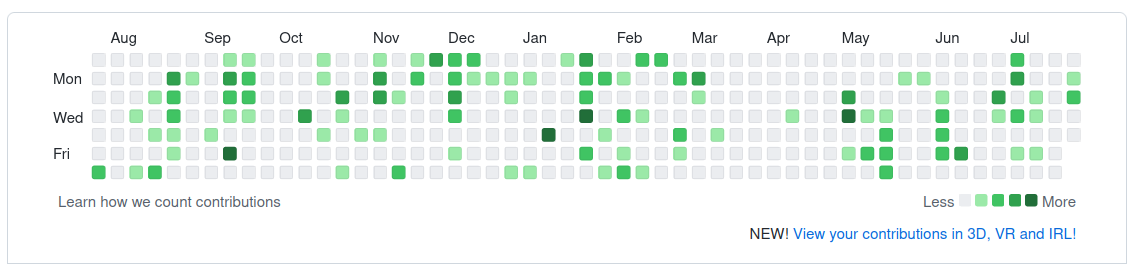 Aug Sep Oct Nov Dec Jan Feb Mar Apr May Jun Jul
Mon
Wed
Fri
Learn how we count contributions Less More
NEW! View your contributions in 3D, VR and IRL!